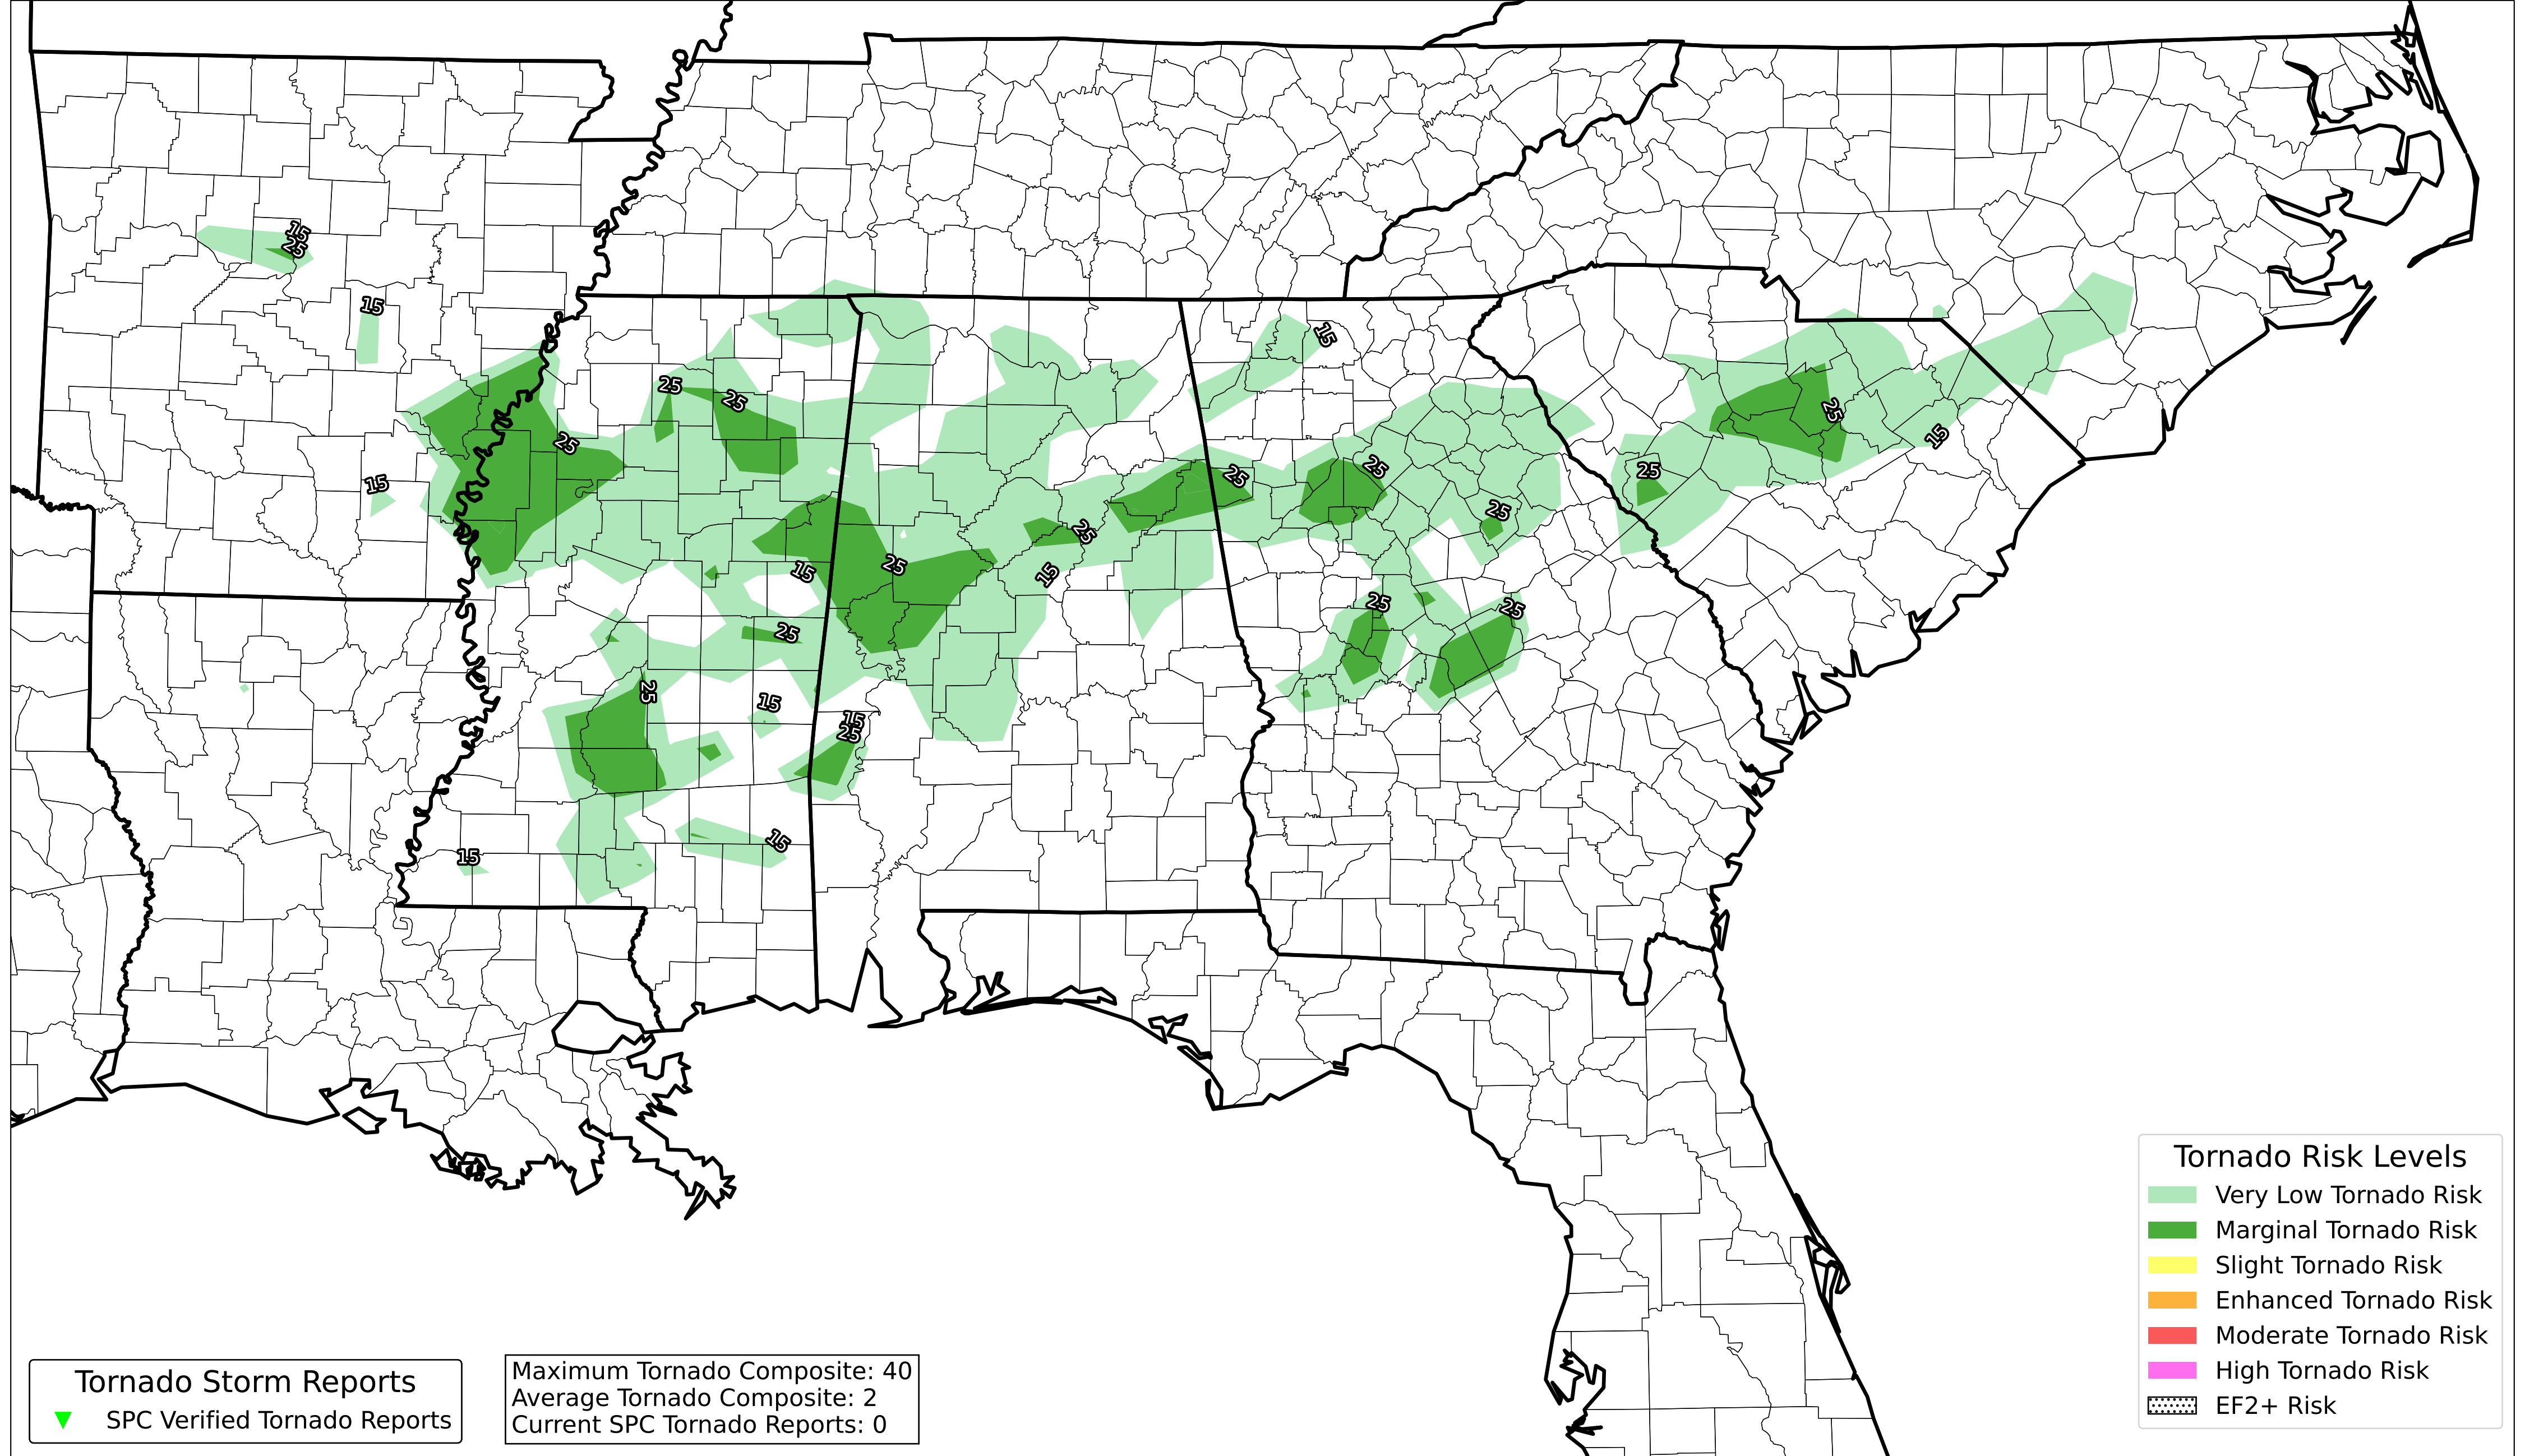 15
25
15
25
25
15
25
25
15
25
25
25
15
25
25
25
25
15
15
25
15
25
25
25
15
15
25
15
15
Tornado Storm Reports
SPC Verified Tornado Reports
Maximum Tornado Composite: 40
Average Tornado Composite: 2
Current SPC Tornado Reports: 0
Tornado Risk Levels
Very Low Tornado Risk
Marginal Tornado Risk
Slight Tornado Risk
Enhanced Tornado Risk
Moderate Tornado Risk
High Tornado Risk
EF2+ Risk